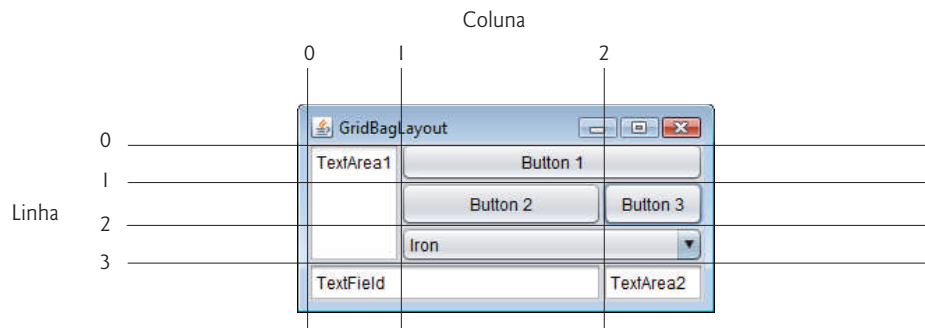 Coluna
0 1 2
GridBagLayout
0
TextArea1 Button 1
1
Linha
Button 2 Button 3
2
Iron
3
TextField TextArea2